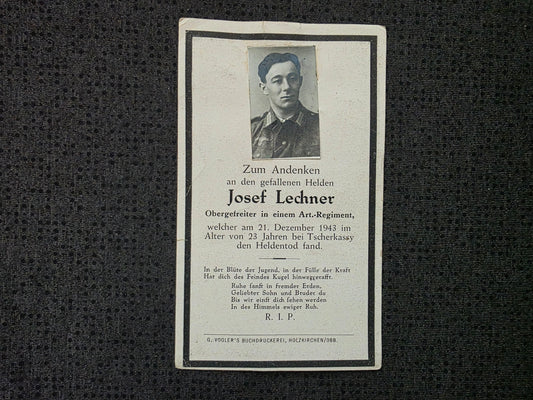 Zum Andenken
an den gefallenen Helden
Josef Lechner
Obergefreiter in einem Art.-Regiment,
welcher am 21. Dezember 1943 im
Alter von 23 Jahren bei Tscherkassy
den Heldentod fand.
In der Blüte der Jugend, in der Fülle der Kraft
Hat dich des Feindes Kugel hinweggerafft.
Ruhe sanft in fremder Erden,
Geliebter Sohn und Bruder du
Bis wir einst dich sehen werden
In des Himmels ewiger Ruh.
R. I. P.
G. VOGLER'S BUCHDRUCKEREI, HOLZKIRCHEN/OBB.